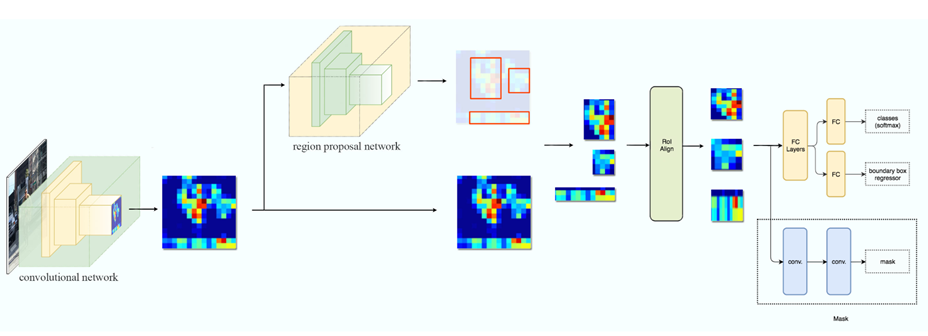 region proposal network
convolutional network
RoI
Align
FC
Layers
FC
classes
(softmax)
FC
boundary box
regressor
conv.
conv.
mask
Mask